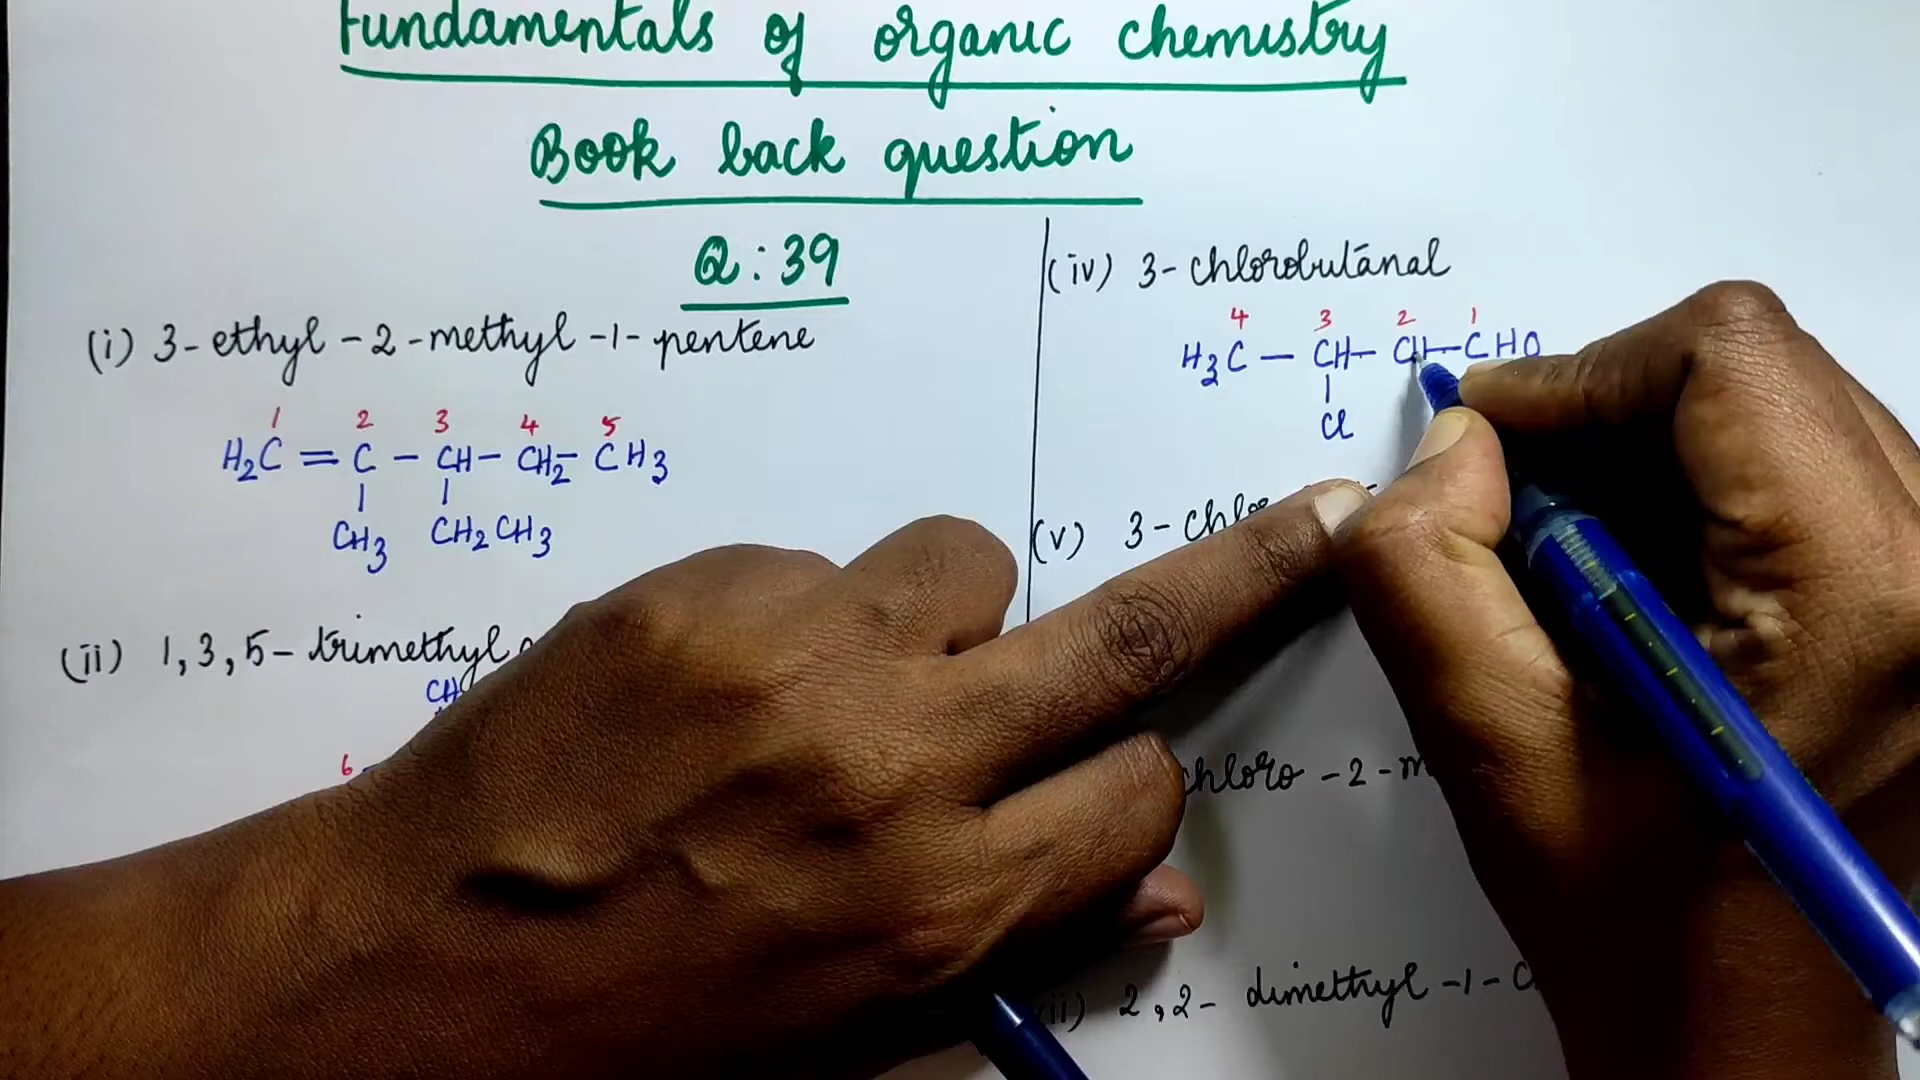 Fundamentals of organic chemistry
Book back question
Q: 39
(i) 3-ethyl-2-methyl-1-pentene
1 2 3 4 5
H₂C = C - CH - CH₂ - CH₃
CH₃ CH₂CH₃
(ii) 1,3,5-trimethyl
CH
6
(iv) 3-chlorobutanal
4 3 2 1
H₃C - CH - CH - CHO
Cl
(v) 3-
chloro-2-
2,2-dimethyl-1-